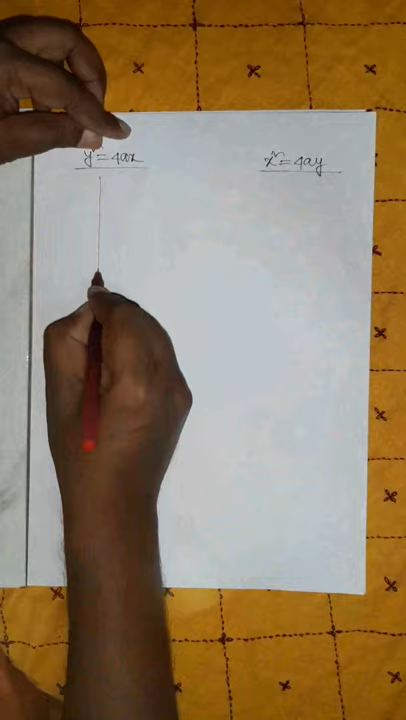 y² = 4ax
x² = 4ay